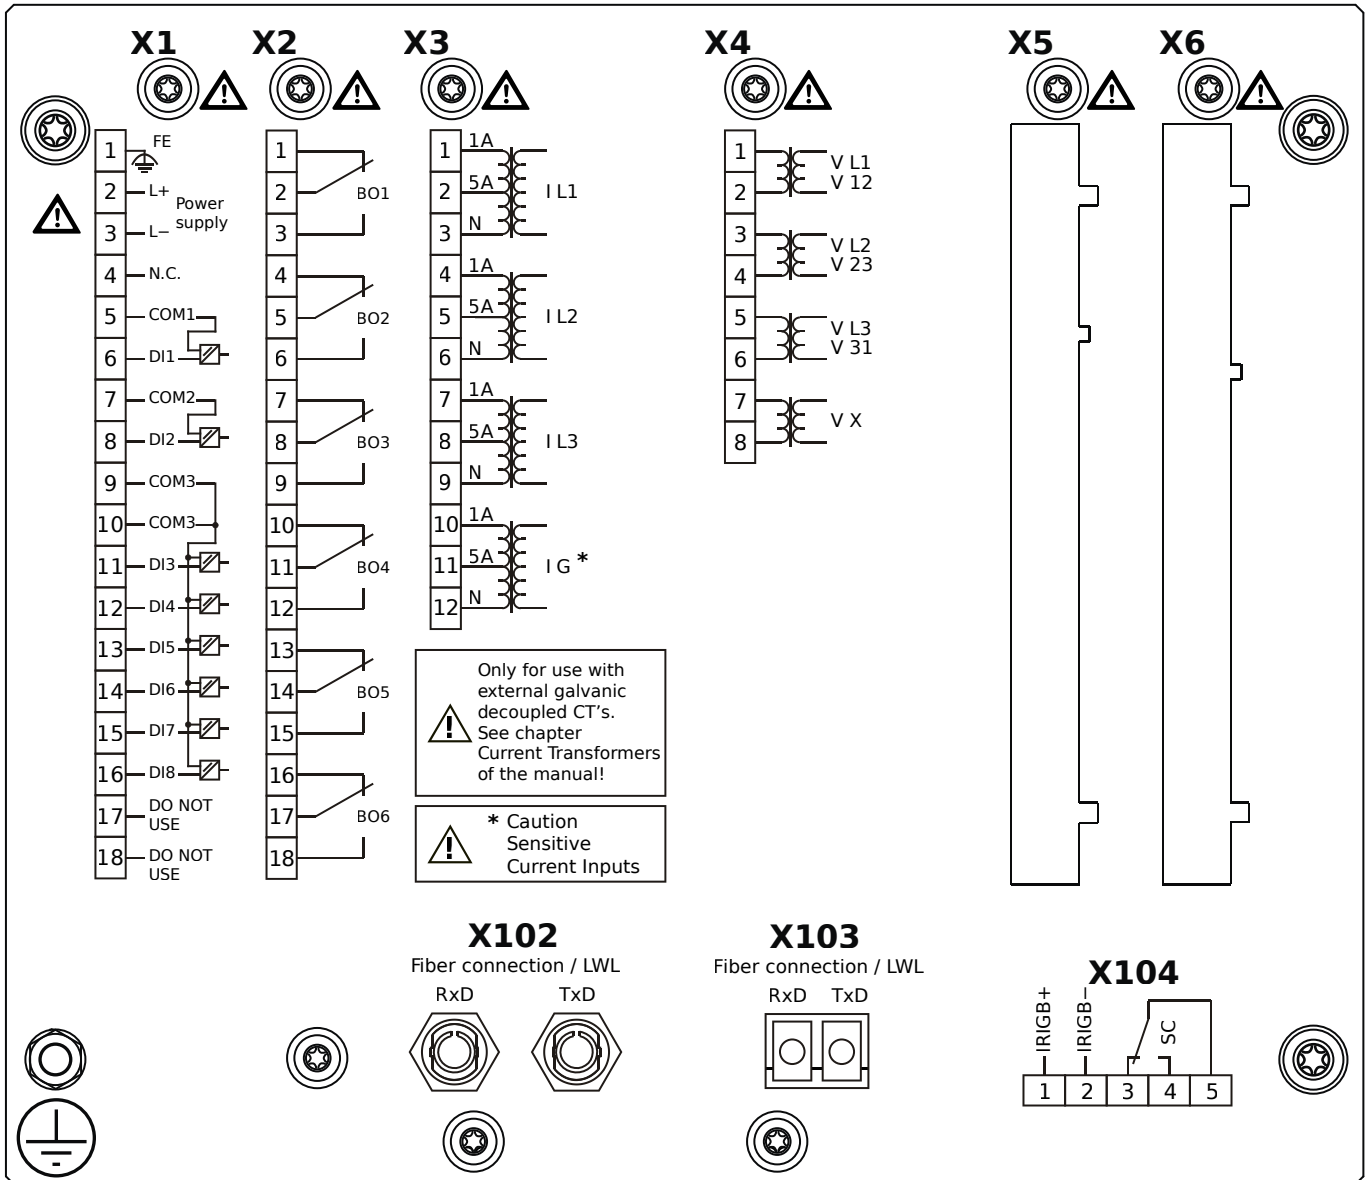 X1
X2
X3
X4
X5
X6
1 FE
2 L+
Power
supply
3 L−
4 N.C.
5 COM1
6 DI1
7 COM2
8 DI2
9 COM3
10 COM3
11 DI3
12 DI4
13 DI5
14 DI6
15 DI7
16 DI8
17 DO NOT
USE
18 DO NOT
USE
1
2 BO1
3
4
5 BO2
6
7
8 BO3
9
10
11 BO4
12
13
14 BO5
15
16
17 BO6
18
1 1A
2 5A I L1
3 N
4 1A
5 5A I L2
6 N
7 1A
8 5A I L3
9 N
10 1A
11 5A I G *
12 N
Only for use with
external galvanic
decoupled CT's.
See chapter
Current Transformers
of the manual!
* Caution
Sensitive
Current Inputs
1 V L1
2 V 12
3 V L2
4 V 23
5 V L3
6 V 31
7 V X
8
X102
Fiber connection / LWL
RxD TxD
X103
Fiber connection / LWL
RxD TxD
X104
IRIGB+
IRIGB−
SC
1 2 3 4 5